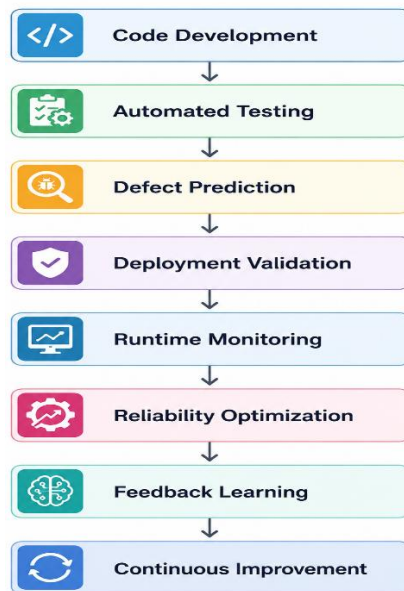 Code Development
Automated Testing
Defect Prediction
Deployment Validation
Runtime Monitoring
Reliability Optimization
Feedback Learning
Continuous Improvement